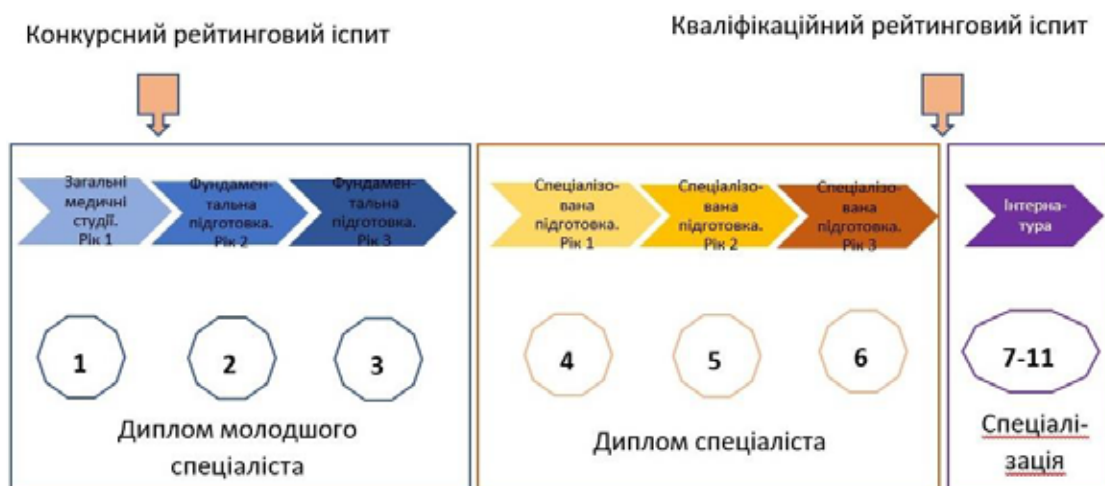 Конкурсний рейтинговий іспит
Кваліфікаційний рейтинговий іспит
Загальні
медичні
студії.
Рік 1
Фундамен-
тальна
підготовка.
Рік 2
Фундамен-
тальна
підготовка.
Рік 3
Спеціалізо-
вана
підготовка.
Рік 1
Спеціалізо-
вана
підготовка.
Рік 2
Спеціалізо-
вана
підготовка.
Рік 3
Інтерна-
тура
1
2
3
4
5
6
7-11
Диплом молодшого
спеціаліста
Диплом спеціаліста
Спеціалі-
зація